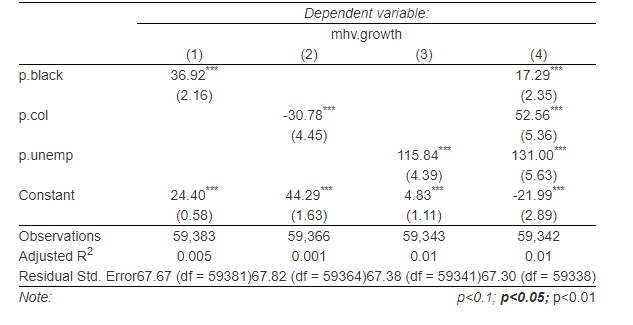 Dependent variable:
mhv.growth
(1) (2) (3) (4)
p.black 36.92*** 17.29***
(2.16) (2.35)
p.col -30.78*** 52.56***
(4.45) (5.36)
p.unemp 115.84*** 131.00***
(4.39) (5.63)
Constant 24.40*** 44.29*** 4.83*** -21.99***
(0.58) (1.63) (1.11) (2.89)
Observations 59,383 59,366 59,343 59,342
Adjusted R2 0.005 0.001 0.01 0.01
Residual Std. Error67.67 (df = 59381)67.82 (df = 59364)67.38 (df = 59341)67.30 (df = 59338)
Note: p<0.1; p<0.05; p<0.01